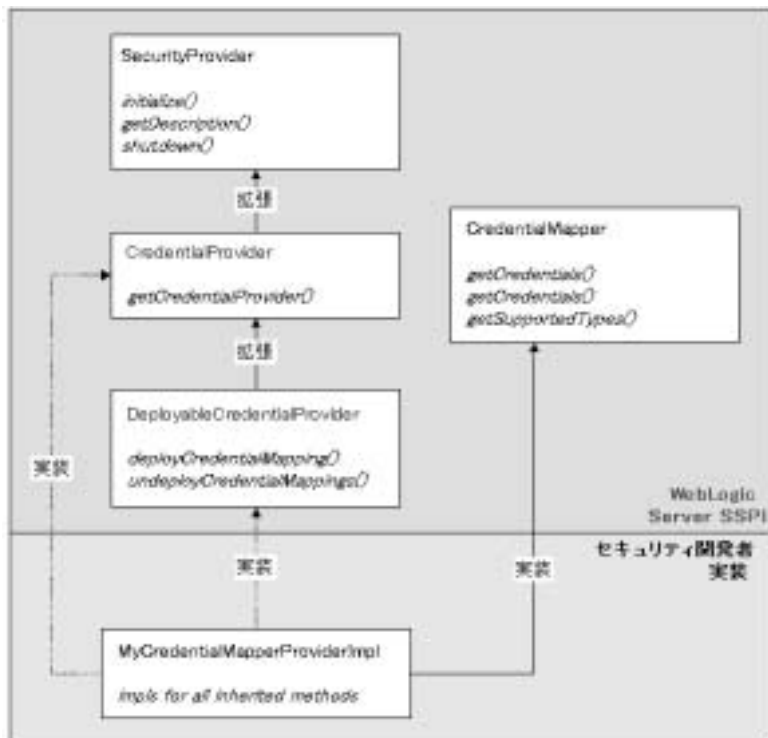 SecurityProvider
initialize()
getDescription()
shutdown()
拡張
CredentialProvider
getCredentialProvider()
CredentialMapper
getCredentials()
getCredentials()
getSupportedTypes()
拡張
DeployableCredentialProvider
deployCredentialMapping()
undeployCredentialMappings()
実装
WebLogic
Server SSPI
セキュリティ開発者
実装
実装
実装
MyCredentialMapperProviderImpl
impls for all inherited methods